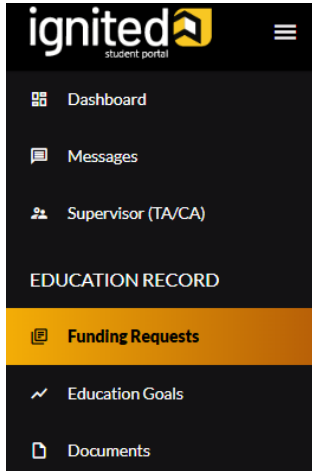 ignited
student portal
Dashboard
Messages
Supervisor (TA/CA)
EDUCATION RECORD
Funding Requests
Education Goals
Documents